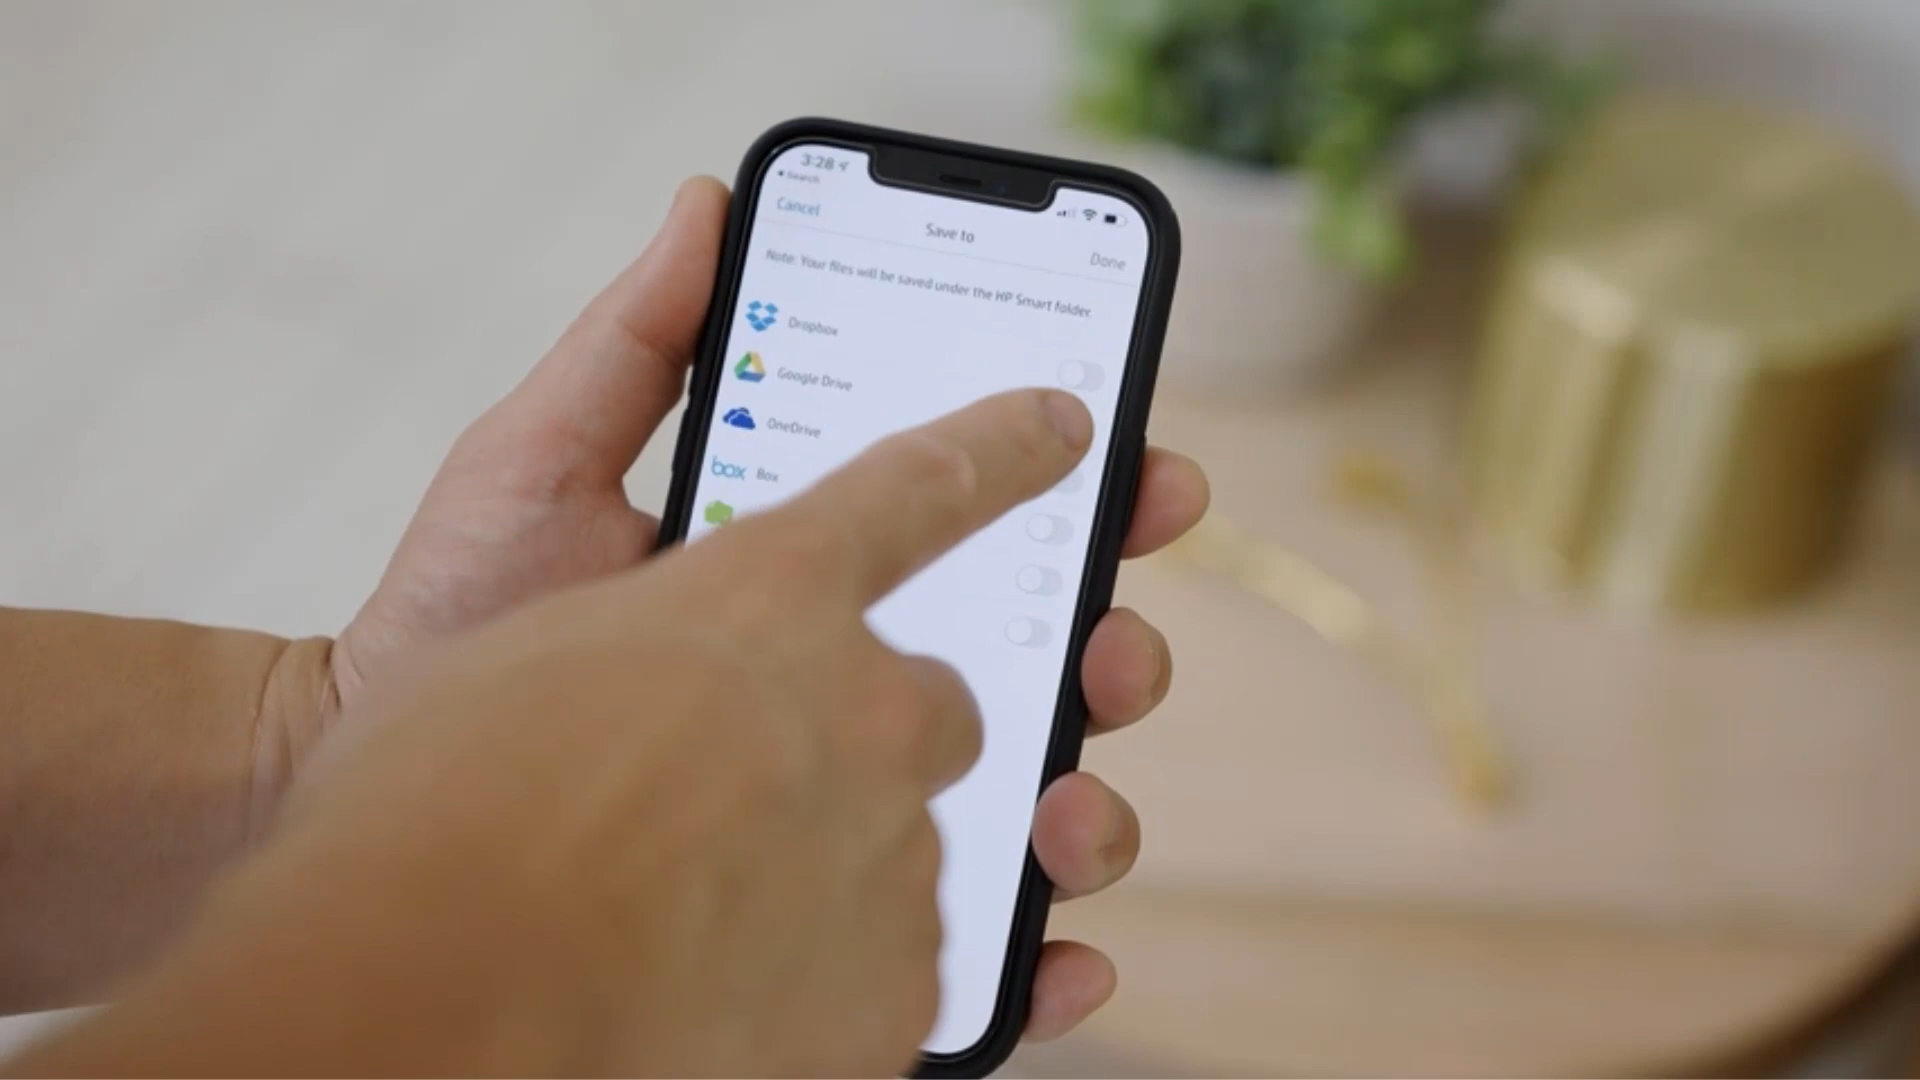 3:28
Search
Cancel
Save to
Done
Note: Your files will be saved under the HP Smart folder.
Dropbox
Google Drive
OneDrive
box Box